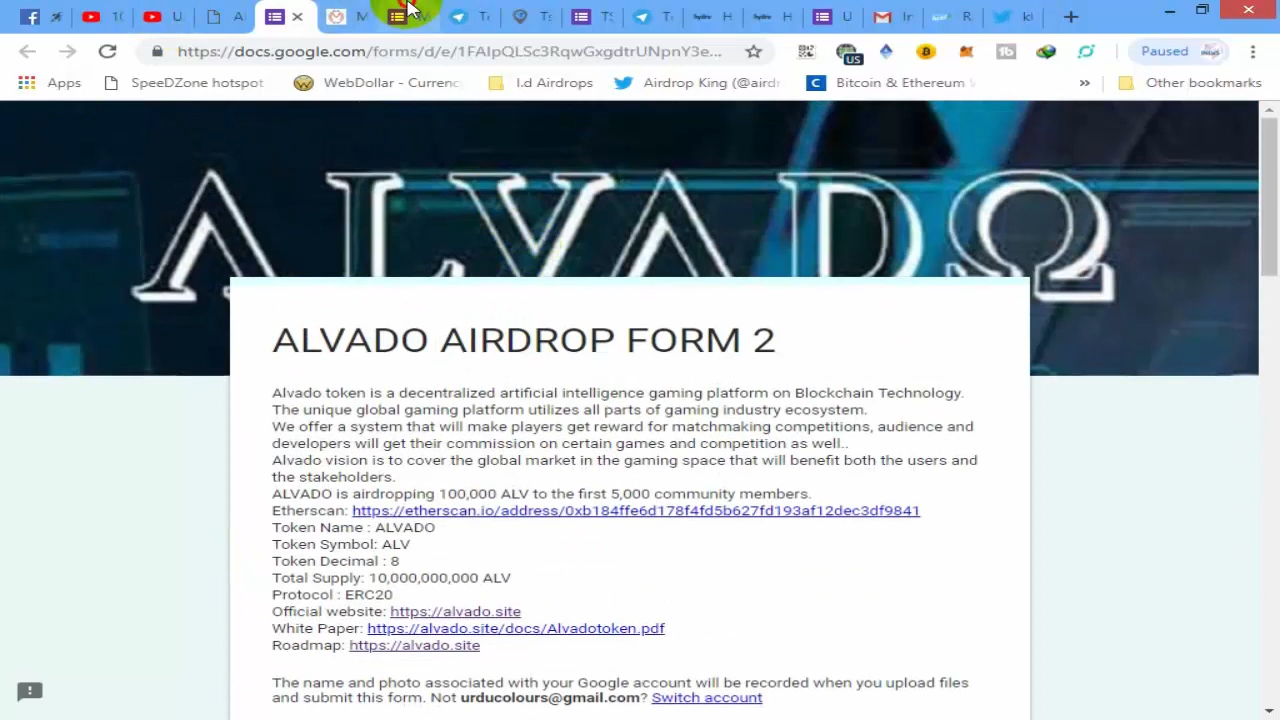 10
U
A
M
T
Ts
TS
T
H
H
U
Ir
R
kl
https://docs.google.com/forms/d/e/1FAIpQLSc3RqwGxgdtrUNpnY3e...
US
Paused
Apps
SpeeDZone hotspot
WebDollar - Currenc
I.d Airdrops
Airdrop King (@airdr
Bitcoin & Ethereum
»
Other bookmarks
ALVADΩ
ALVADO AIRDROP FORM 2
Alvado token is a decentralized artificial intelligence gaming platform on Blockchain Technology.
The unique global gaming platform utilizes all parts of gaming industry ecosystem.
We offer a system that will make players get reward for matchmaking competitions, audience and
developers will get their commission on certain games and competition as well..
Alvado vision is to cover the global market in the gaming space that will benefit both the users and
the stakeholders.
ALVADO is airdropping 100,000 ALV to the first 5,000 community members.
Etherscan: https://etherscan.io/address/0xb184ffe6d178f4fd5b627fd193af12dec3df9841
Token Name : ALVADO
Token Symbol: ALV
Token Decimal : 8
Total Supply: 10,000,000,000 ALV
Protocol : ERC20
Official website: https://alvado.site
White Paper: https://alvado.site/docs/Alvadotoken.pdf
Roadmap: https://alvado.site
The name and photo associated with your Google account will be recorded when you upload files
and submit this form. Not urducolours@gmail.com? Switch account